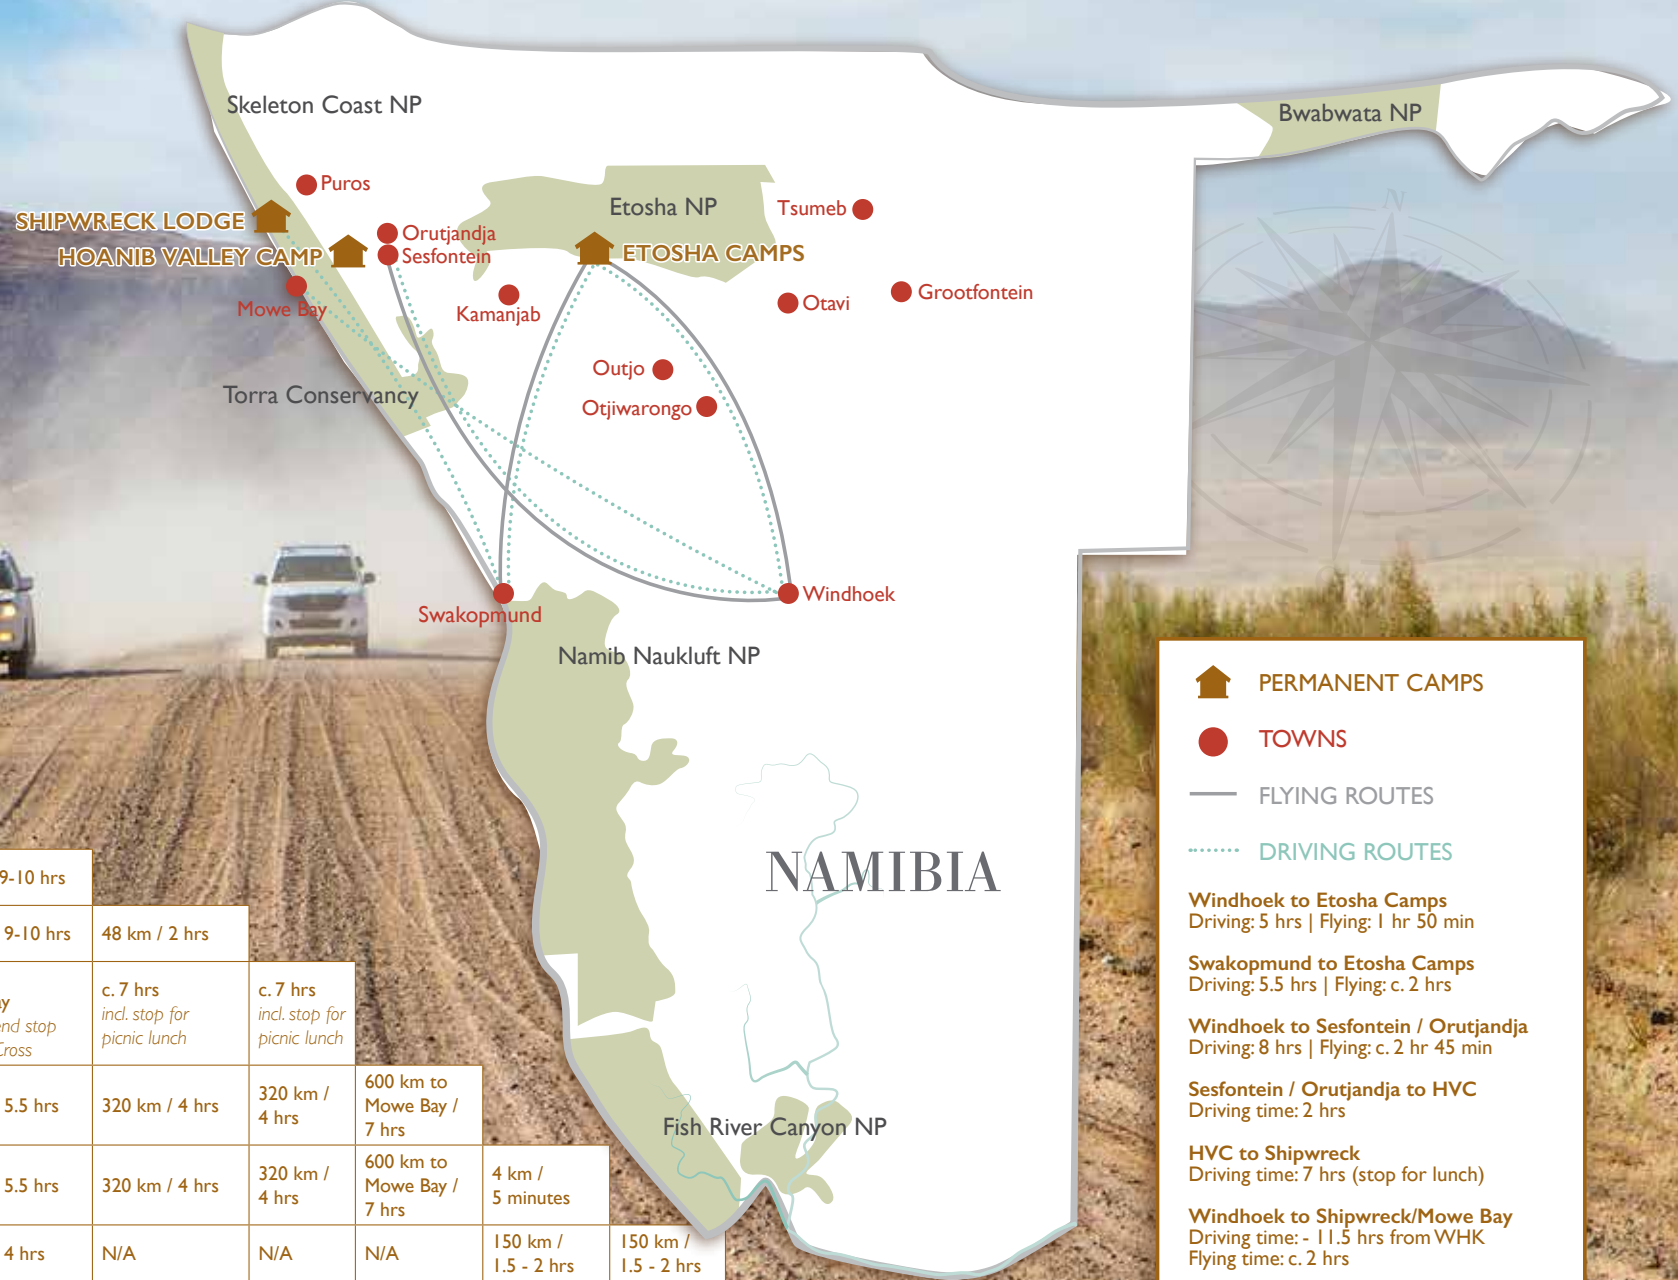 Skeleton Coast NP
Bwabwata NP
Puros
Etosha NP
Tsumeb
SHIPWRECK LODGE
Orutjandja
HOANIB VALLEY CAMP
Sesfontein
ETOSHA CAMPS
Mowe Bay
Kamanjab
Otavi
Grootfontein
Outjo
Torra Conservancy
Otjiwarongo
N
Swakopmund
Windhoek
Namib Naukluft NP
NAMIBIA
Fish River Canyon NP
PERMANENT CAMPS
TOWNS
FLYING ROUTES
DRIVING ROUTES
Windhoek to Etosha Camps
Driving: 5 hrs | Flying: 1 hr 50 min
Swakopmund to Etosha Camps
Driving: 5.5 hrs | Flying: c. 2 hrs
Windhoek to Sesfontein / Orutjandja
Driving: 8 hrs | Flying: c. 2 hr 45 min
Sesfontein / Orutjandja to HVC
Driving time: 2 hrs
HVC to Shipwreck
Driving time: 7 hrs (stop for lunch)
Windhoek to Shipwreck/Mowe Bay
Driving time: - 11.5 hrs from WHK
Flying time: c. 2 hrs
9-10 hrs
9-10 hrs
48 km / 2 hrs
stop
Cross
c. 7 hrs
incl. stop for
picnic lunch
c. 7 hrs
incl. stop for
picnic lunch
5.5 hrs
320 km / 4 hrs
320 km /
4 hrs
600 km to
Mowe Bay /
7 hrs
5.5 hrs
320 km / 4 hrs
320 km /
4 hrs
600 km to
Mowe Bay /
7 hrs
4 km /
5 minutes
4 hrs
N/A
N/A
N/A
150 km /
1.5 - 2 hrs
150 km /
1.5 - 2 hrs